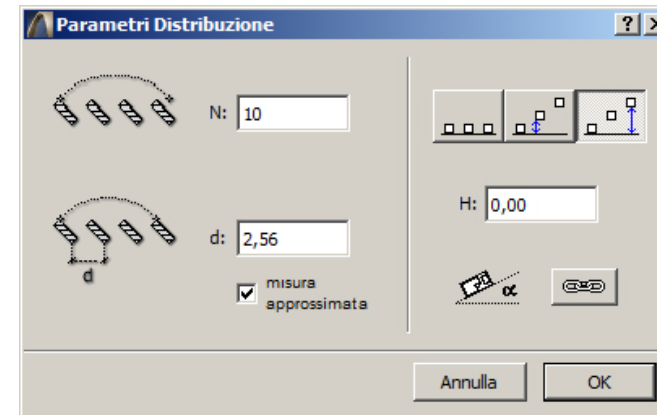 Parametri Distribuzione
N: 10
H: 0,00
d: 2,56
d
misura
approssimata
α
Annulla
OK